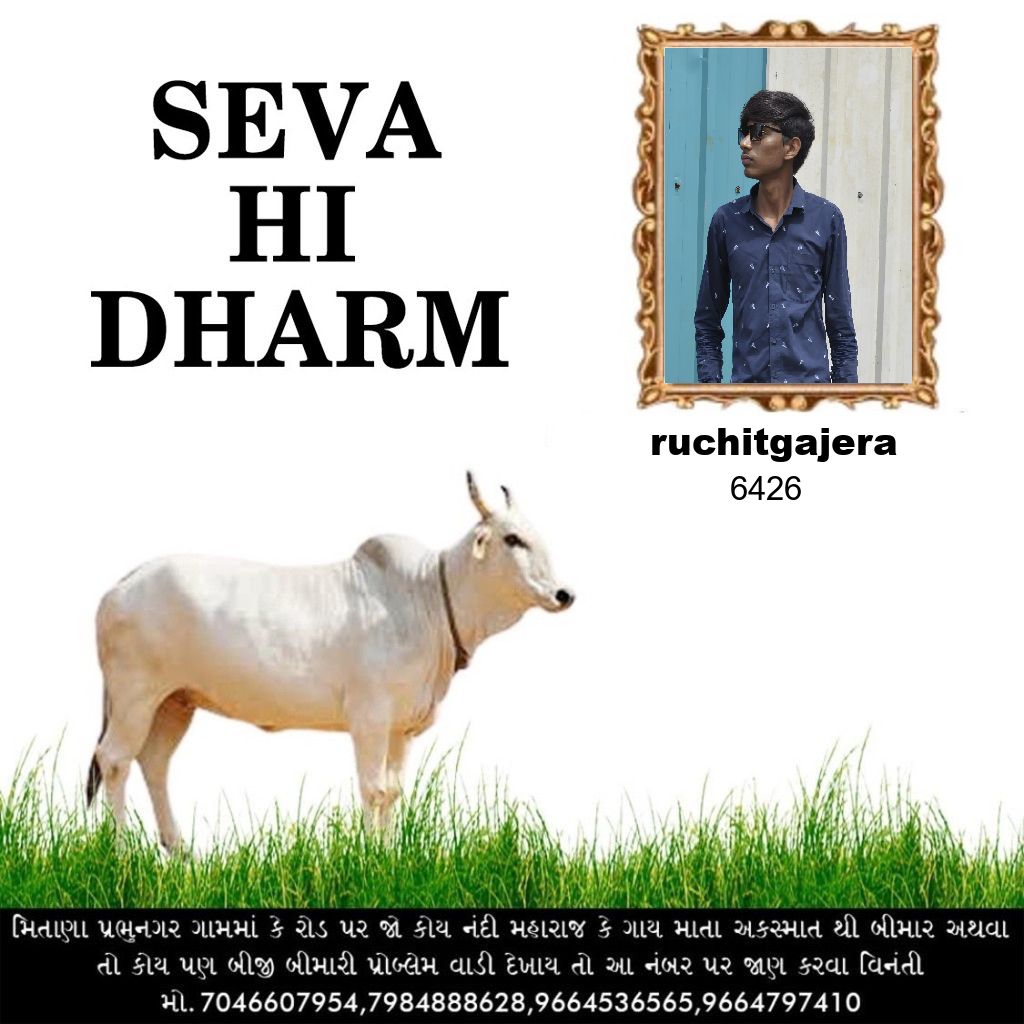 SEVA
HI
DHARM
ruchitgajera
6426
મિતાણા પ્રભુનગર ગામમાં કે રોડ પર જો કોય નંદી મહારાજ કે ગાય માતા અકસ્માત થી બીમાર અથવા
તો કોય પણ બીજી બીમારી પ્રોબ્લેમ વાડી દેખાય તો આ નંબર પર જાણ કરવા વિનંતી
મો. 7046607954,7984888628,9664536565,9664797410